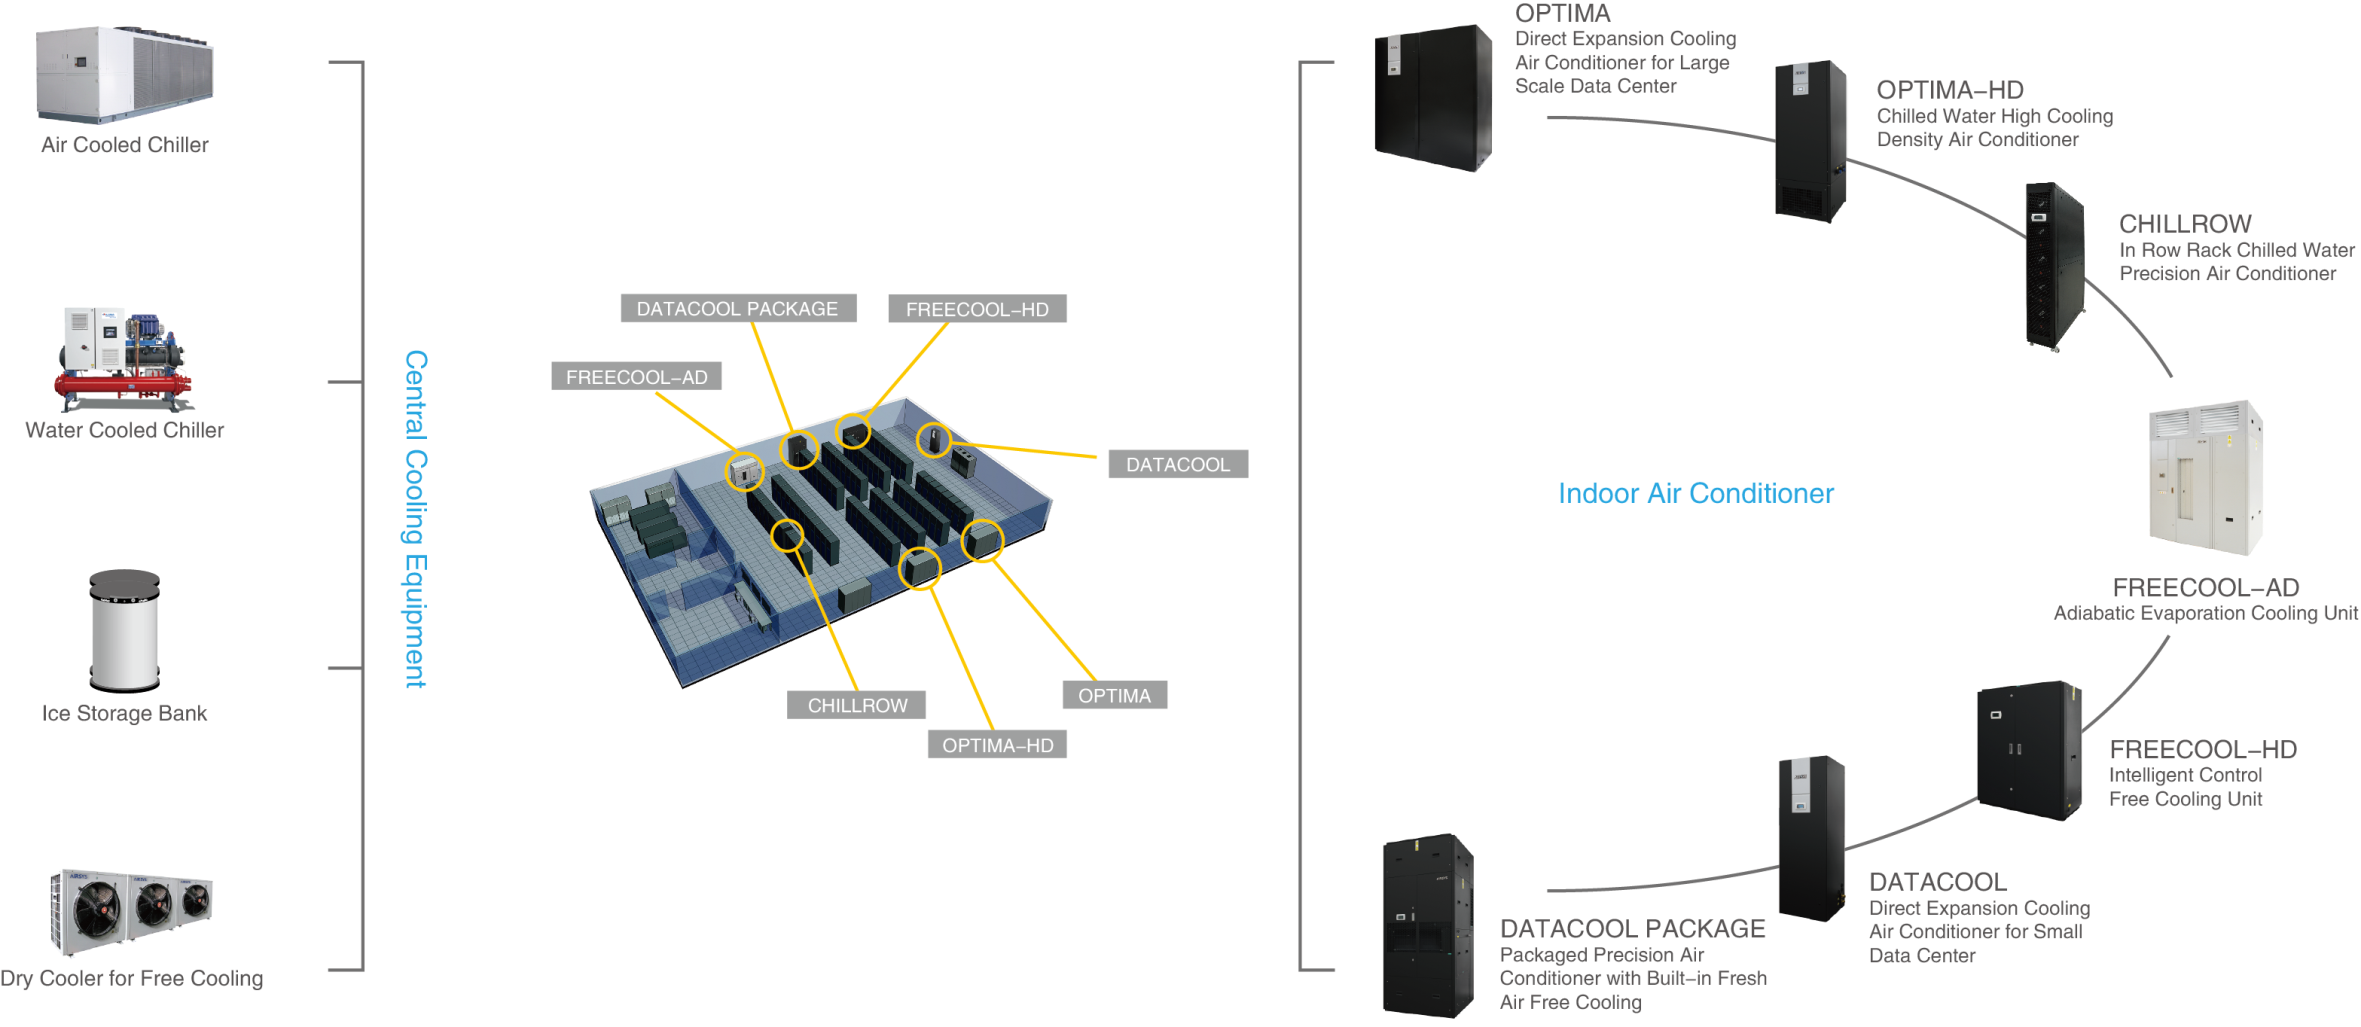 Air Cooled Chiller
Water Cooled Chiller
Ice Storage Bank
Dry Cooler for Free Cooling
Central Cooling Equipment
DATACOOL PACKAGE
FREECOOL–HD
FREECOOL–AD
DATACOOL
CHILLROW
OPTIMA
OPTIMA–HD
Indoor Air Conditioner
OPTIMA
Direct Expansion Cooling
Air Conditioner for Large
Scale Data Center
OPTIMA–HD
Chilled Water High Cooling
Density Air Conditioner
CHILLROW
In Row Rack Chilled Water
Precision Air Conditioner
FREECOOL–AD
Adiabatic Evaporation Cooling Unit
FREECOOL–HD
Intelligent Control
Free Cooling Unit
DATACOOL
Direct Expansion Cooling
Air Conditioner for Small
Data Center
DATACOOL PACKAGE
Packaged Precision Air
Conditioner with Built–in Fresh
Air Free Cooling